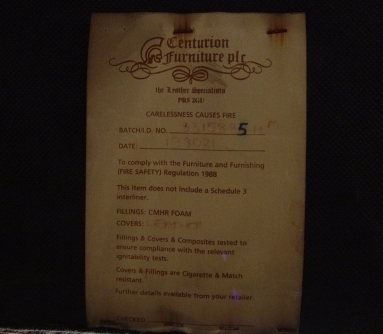 Centurion
Furniture plc
the Leather Specialists
PR5 2GU
CARELESSNESS CAUSES FIRE
BATCH/I.D. NO.
DATE:
To comply with the Furniture and Furnishing
(FIRE SAFETY) Regulation 1988
This item does not include a Schedule 3
interliner.
FILLINGS: CMHR FOAM
COVERS:
Fillings & Covers & Composites tested to
ensure compliance with the relevant
ignitability tests.
Covers & Fillings are Cigarette & Match
resistant.
Further details available from your retailer.
CHECKED: